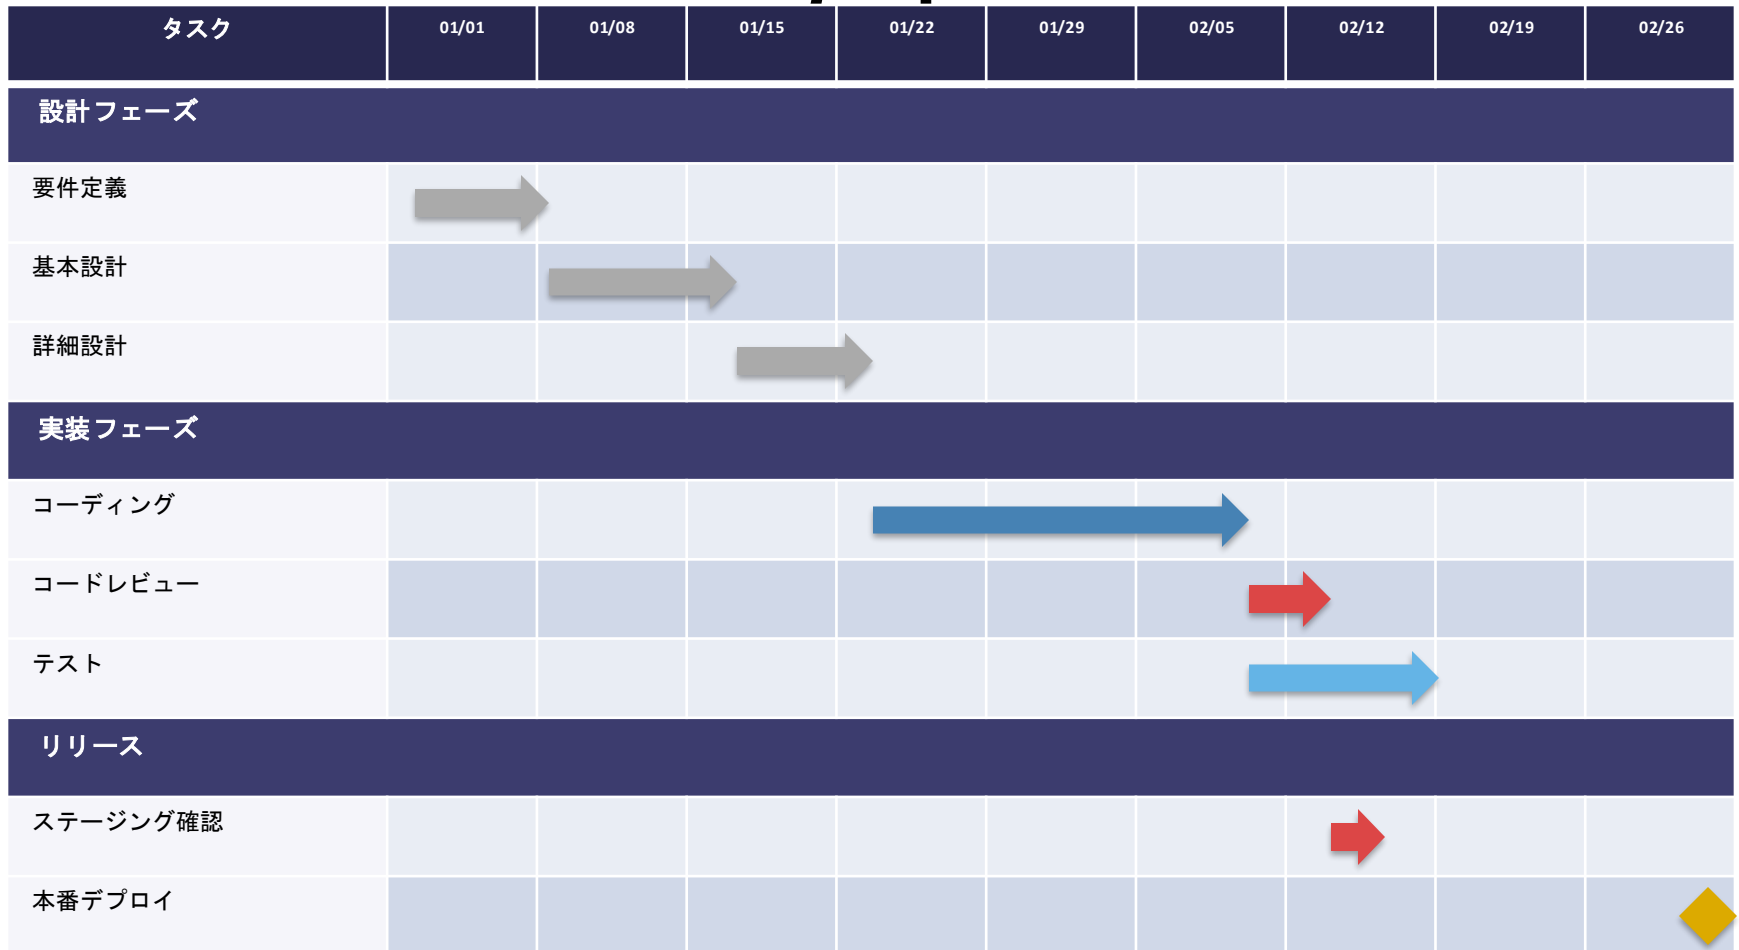 タスク 01/01 01/08 01/15 01/22 01/29 02/05 02/12 02/19 02/26
設計フェーズ
要件定義
基本設計
詳細設計
実装フェーズ
コーディング
コードレビュー
テスト
リリース
ステージング確認
本番デプロイ